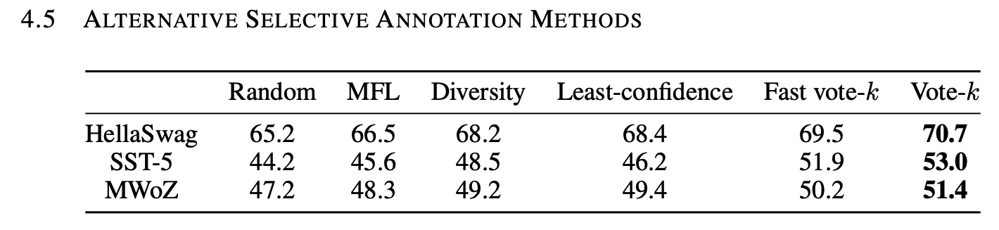 4.5 ALTERNATIVE SELECTIVE ANNOTATION METHODS
Random MFL Diversity Least-confidence Fast vote-k Vote-k
HellaSwag 65.2 66.5 68.2 68.4 69.5 70.7
SST-5 44.2 45.6 48.5 46.2 51.9 53.0
MWoZ 47.2 48.3 49.2 49.4 50.2 51.4